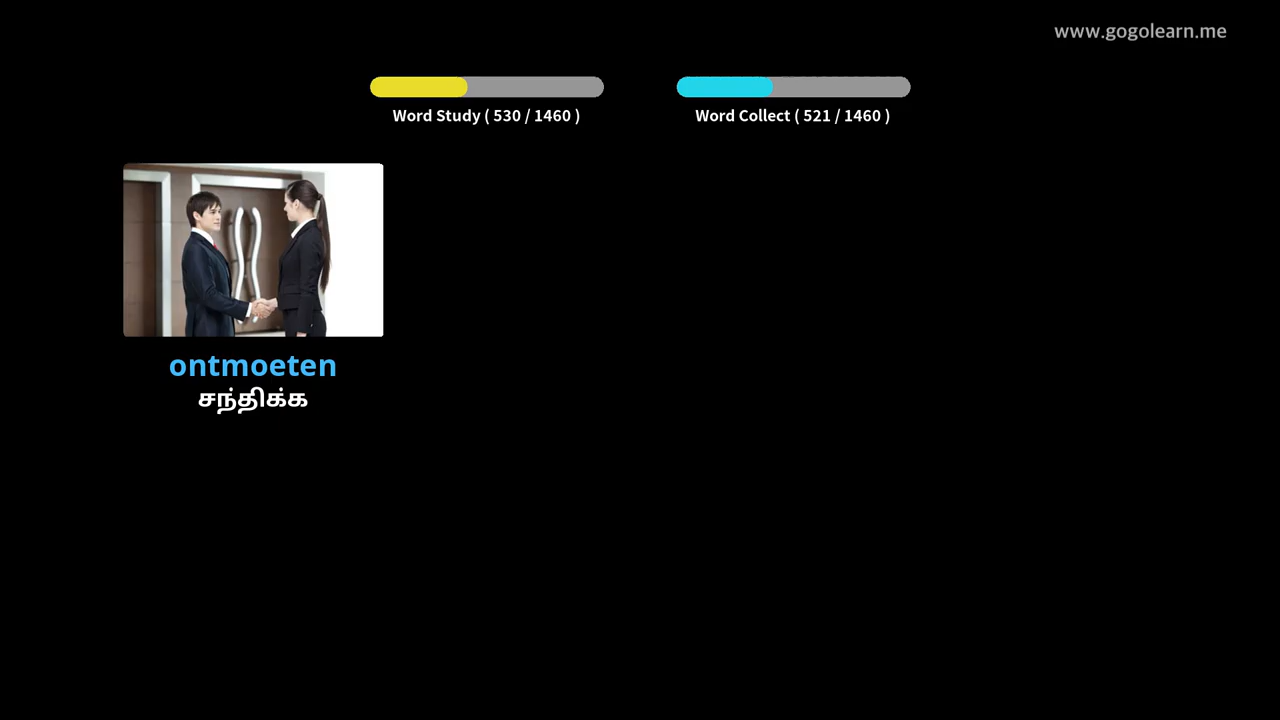 www.gogolearn.me
Word Study ( 530 / 1460 )
Word Collect ( 521 / 1460 )
ontmoeten
சந்திக்க